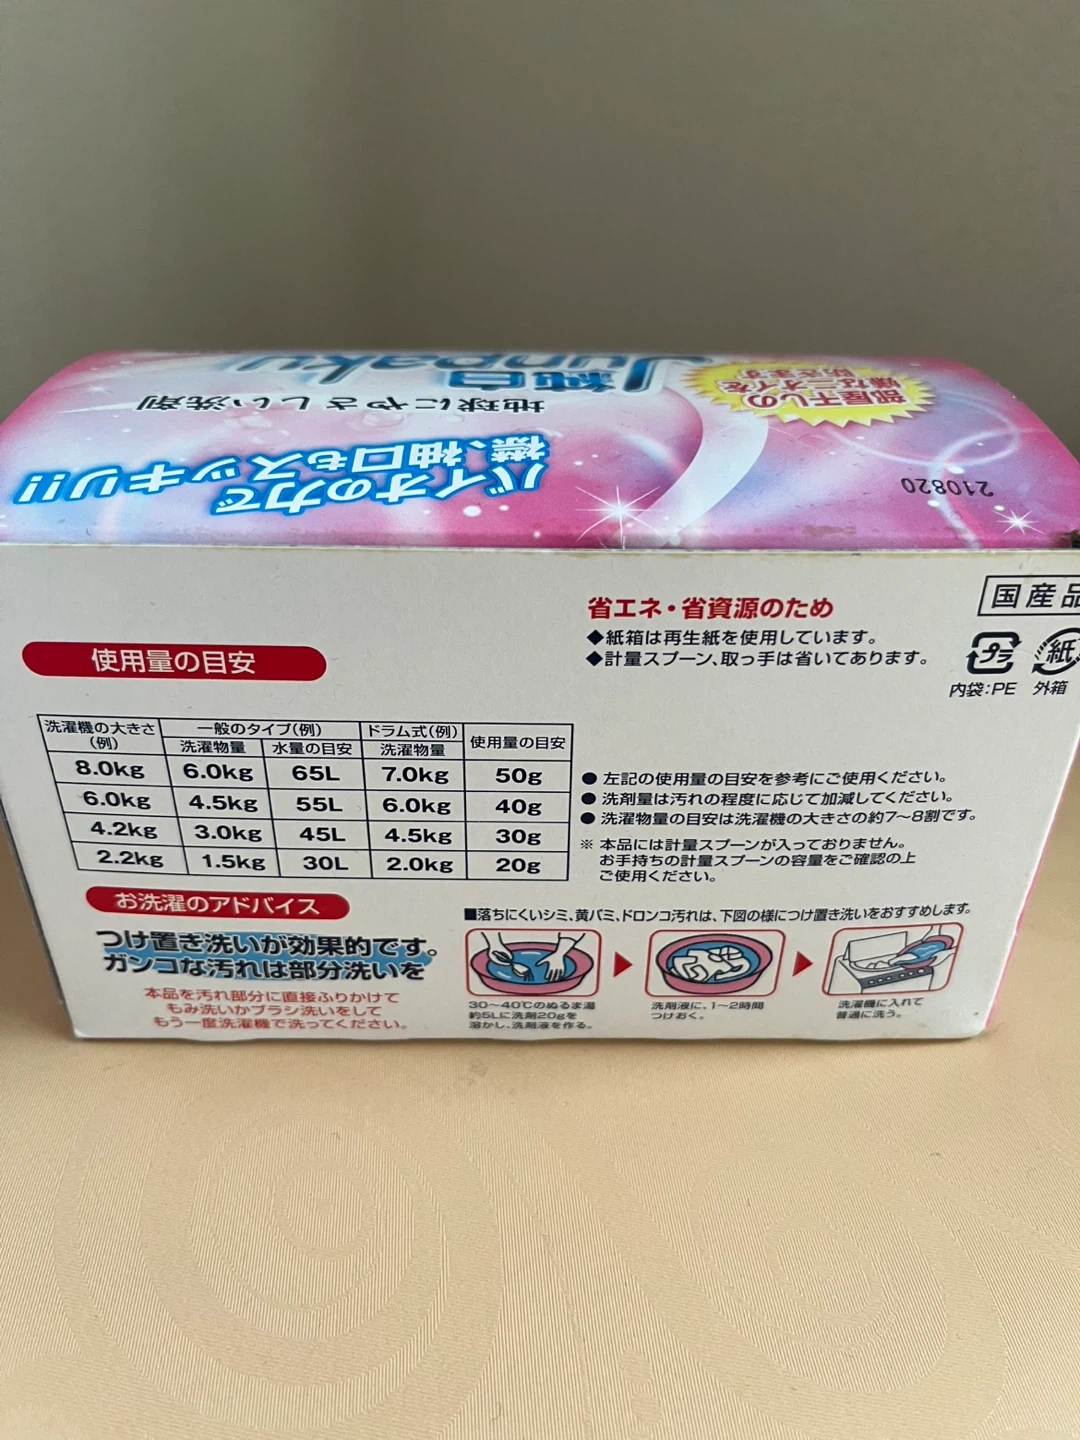 Junpaku
純白
地球にやさしい洗剤
部屋干しの
嫌なニオイを
防ぎます
バイオの力で
襟、袖口もスッキリ!!
210820
国産品
省エネ・省資源のため
◆紙箱は再生紙を使用しています。
◆計量スプーン、取っ手は省いてあります。
プラ 紙
内袋:PE 外箱
使用量の目安
洗濯機の大きさ(例) 一般のタイプ(例) ドラム式(例) 使用量の目安
洗濯物量 水量の目安 洗濯物量
8.0kg 6.0kg 65L 7.0kg 50g
6.0kg 4.5kg 55L 6.0kg 40g
4.2kg 3.0kg 45L 4.5kg 30g
2.2kg 1.5kg 30L 2.0kg 20g
● 左記の使用量の目安を参考にご使用ください。
● 洗剤量は汚れの程度に応じて加減してください。
● 洗濯物量の目安は洗濯機の大きさの約7〜8割です。
※ 本品には計量スプーンが入っておりません。
お手持ちの計量スプーンの容量をご確認の上
ご使用ください。
お洗濯のアドバイス
つけ置き洗いが効果的です。
ガンコな汚れは部分洗いを
本品を汚れ部分に直接ふりかけて
もみ洗いかブラシ洗いをして
もう一度洗濯機で洗ってください。
■落ちにくいシミ、黄バミ、ドロンコ汚れは、下図の様につけ置き洗いをおすすめします。
30〜40℃のぬるま湯
約5Lに洗剤20gを
溶かし、洗剤液を作る。
洗剤液に、1〜2時間
つけおく。
洗濯機に入れて
普通に洗う。